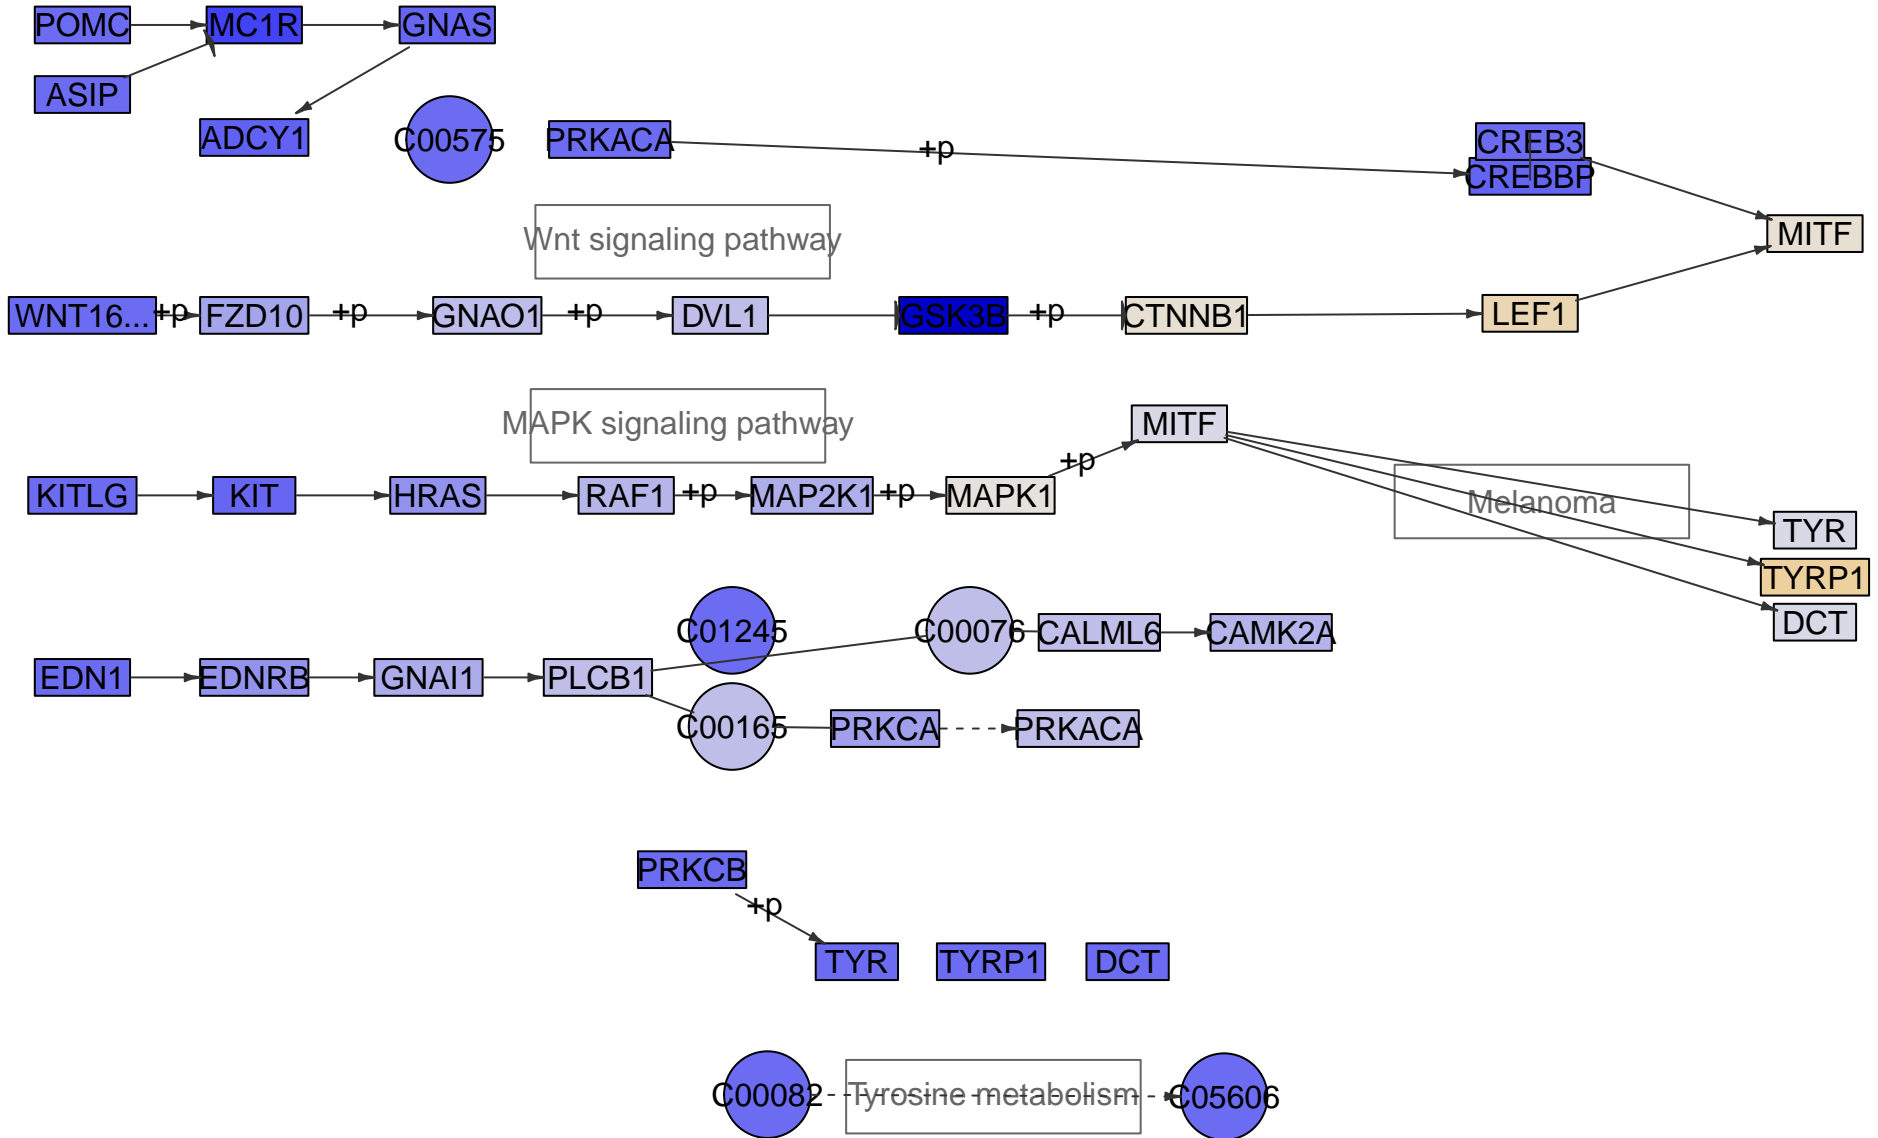 POMC MC1R GNAS
ASIP
ADCY1 C00575 PRKACA +p CREB3
CREBBP
Wnt signaling pathway MITF
WNT16... +p FZD10 +p GNAO1 +p DVL1 GSK3B +p CTNNB1 LEF1
MAPK signaling pathway MITF
+p
KITLG KIT HRAS RAF1 +p MAP2K1 +p MAPK1 Melanoma
TYR
TYRP1
C01245 C00076 CALML6 CAMK2A DCT
EDN1 EDNRB GNAI1 PLCB1
C00165 PRKCA PRKACA
PRKCB
+p
TYR TYRP1 DCT
C00082 Tyrosine metabolism C05606